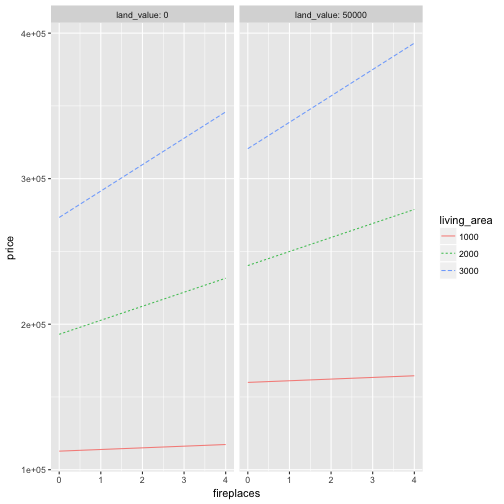 land_value: 0
land_value: 50000
4e+05
3e+05
2e+05
1e+05
price
0 1 2 3 4
0 1 2 3 4
fireplaces
living_area
1000
2000
3000